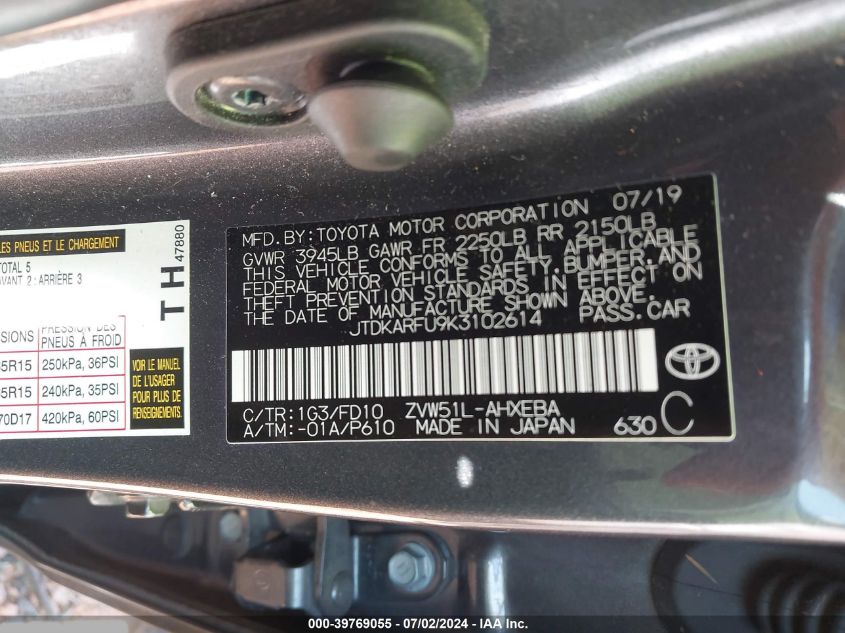 LES PNEUS ET LE CHARGEMENT
TOTAL 5
AVANT 2 : ARRIÈRE 3
TH 47880
PRESSION DES
PNEUS À FROID
5R15 250kPa, 36PSI
5R15 240kPa, 35PSI
70D17 420kPa, 60PSI
VOIR LE MANUEL
DE L'USAGER
POUR PLUS DE
RENSEIGNEMENTS.
MFD. BY: TOYOTA MOTOR CORPORATION 07/19
GVWR 3945LB GAWR FR 2250LB RR 2150LB
THIS VEHICLE CONFORMS TO ALL APPLICABLE
FEDERAL MOTOR VEHICLE SAFETY, BUMPER, AND
THEFT PREVENTION STANDARDS IN EFFECT ON
THE DATE OF MANUFACTURE SHOWN ABOVE.
JTDKARFU9K3102614 PASS.CAR
C/TR:1G3/FD10 ZVW51L-AHXEBA
A/TM:-01A/P610 MADE IN JAPAN 630 C
000-39769055 - 07/02/2024 - IAA Inc.